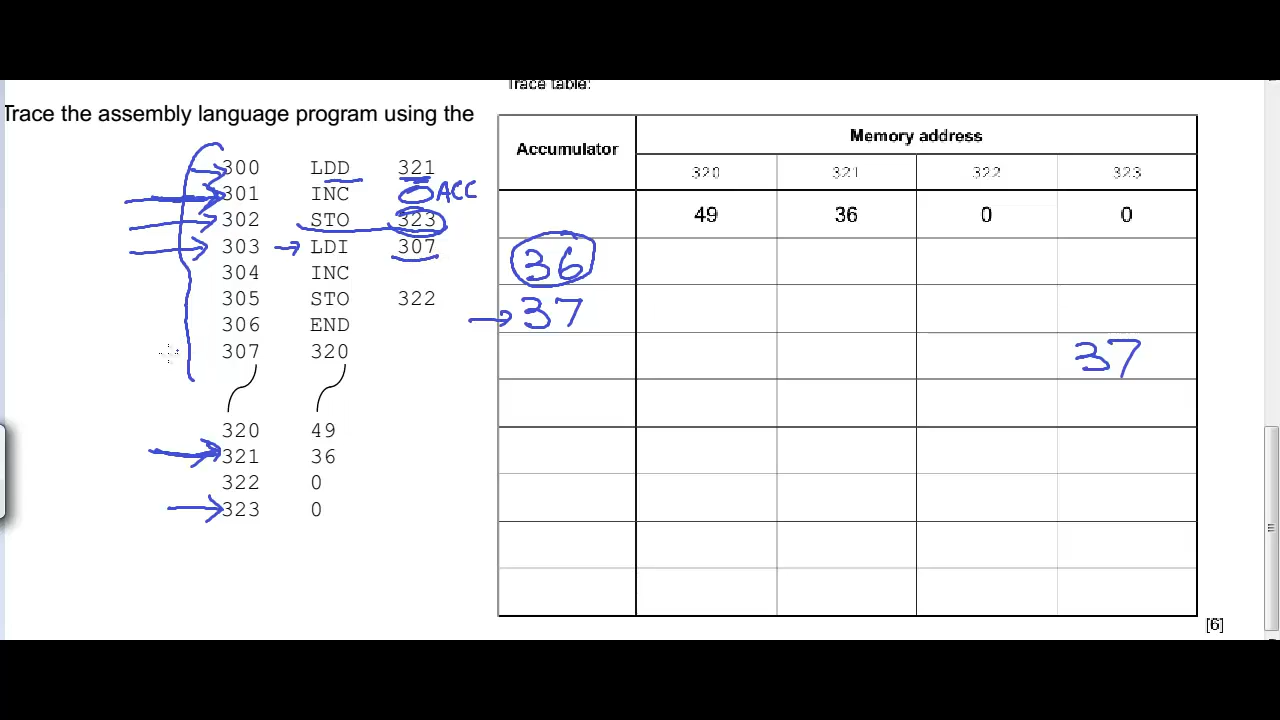 Trace table:
Trace the assembly language program using the
Accumulator Memory address
320 321 322 323
49 36 0 0
36
37
37
300 LDD 321
301 INC ACC
302 STO 323
303 LDI 307
304 INC
305 STO 322
306 END
307 320
320 49
321 36
322 0
323 0
[6]